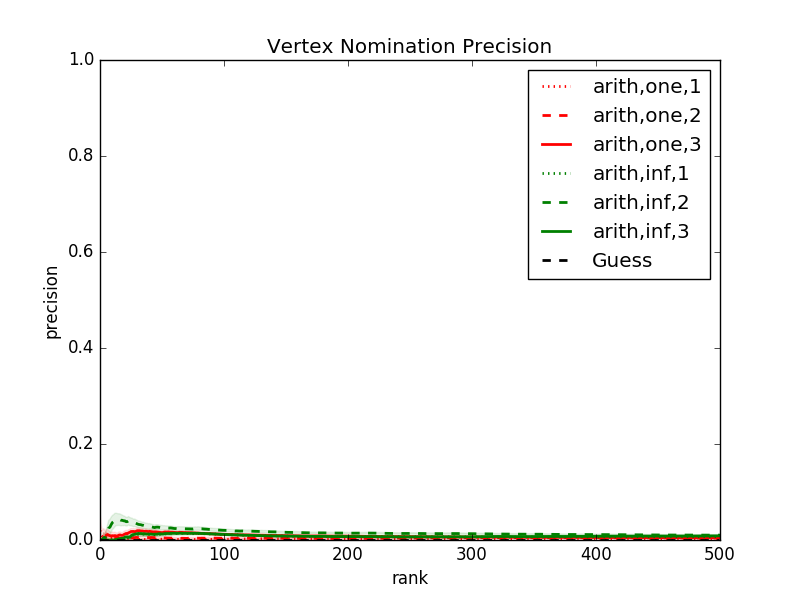 Vertex Nomination Precision
1.0
0.8
0.6
0.4
0.2
0.0
precision
arith,one,1
arith,one,2
arith,one,3
arith,inf,1
arith,inf,2
arith,inf,3
Guess
0 100 200 300 400 500
rank